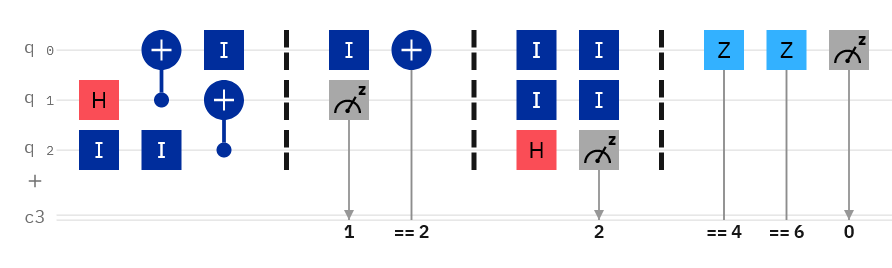 q 0 I I I I Z Z z
H q 1 z I I
q 2 I I H z
+
c3
1 == 2 2 == 4 == 6 0